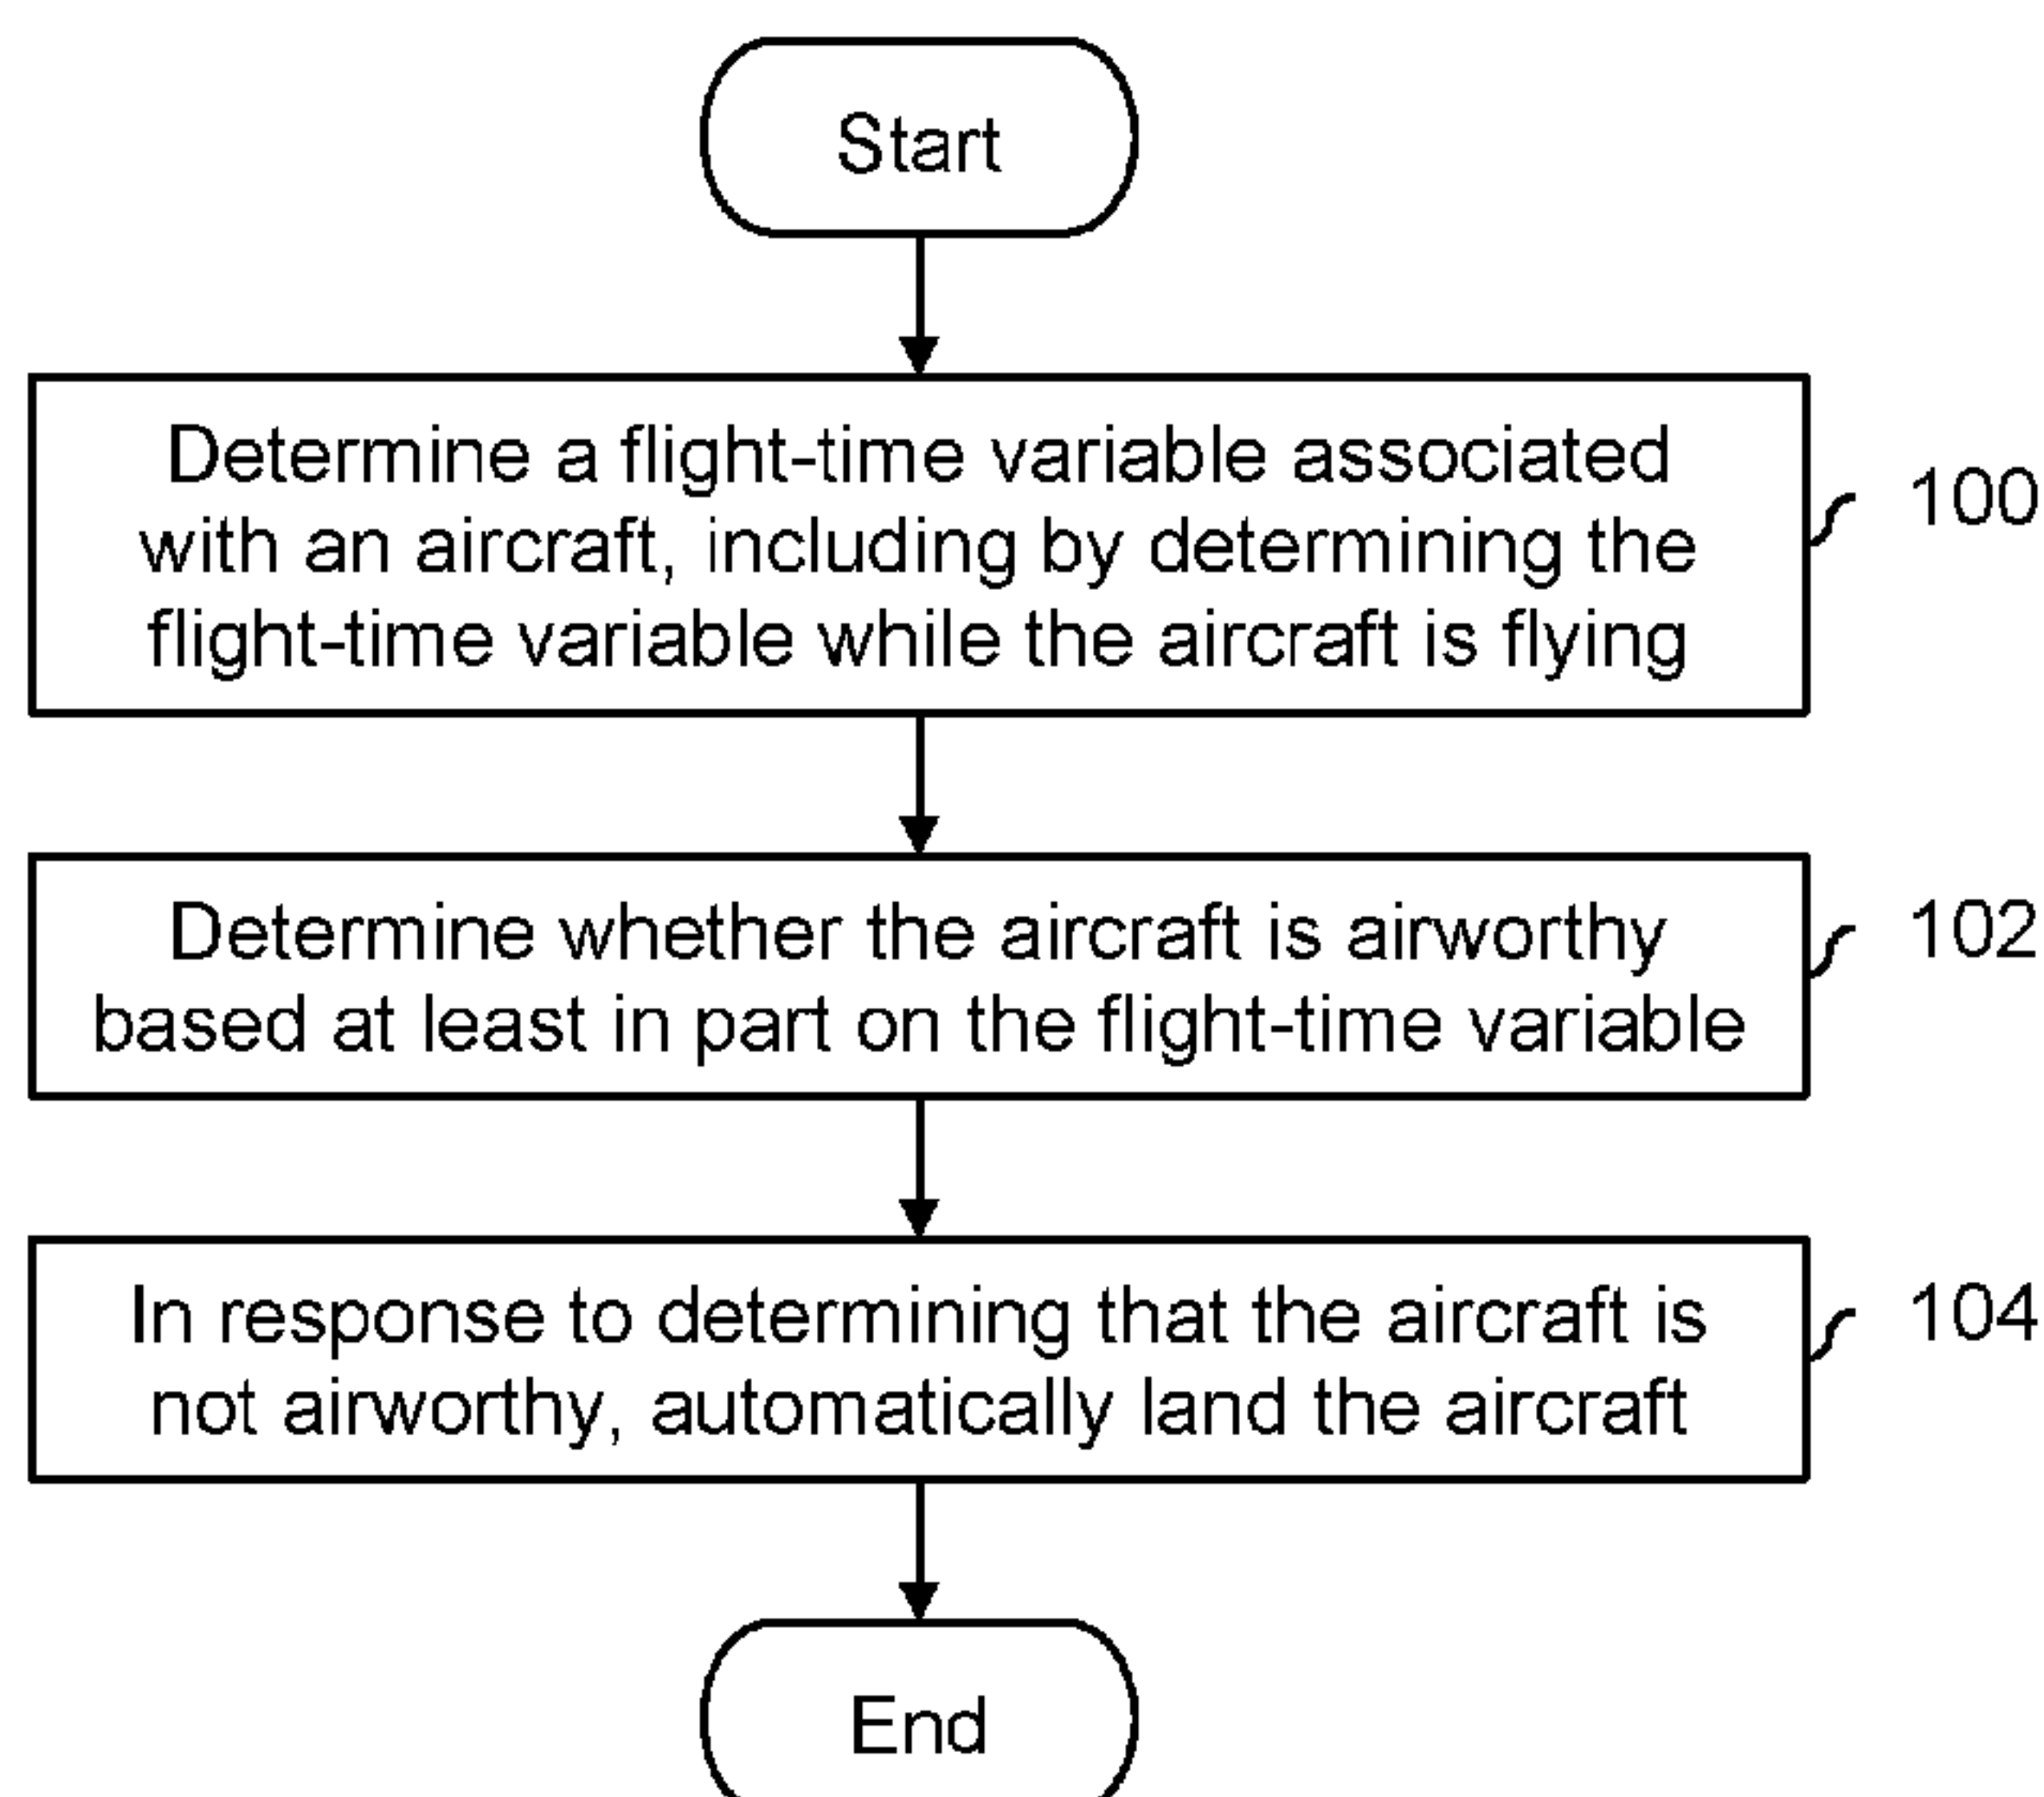 Start
Determine a flight-time variable associated
with an aircraft, including by determining the
flight-time variable while the aircraft is flying
100
Determine whether the aircraft is airworthy
based at least in part on the flight-time variable
102
In response to determining that the aircraft is
not airworthy, automatically land the aircraft
104
End